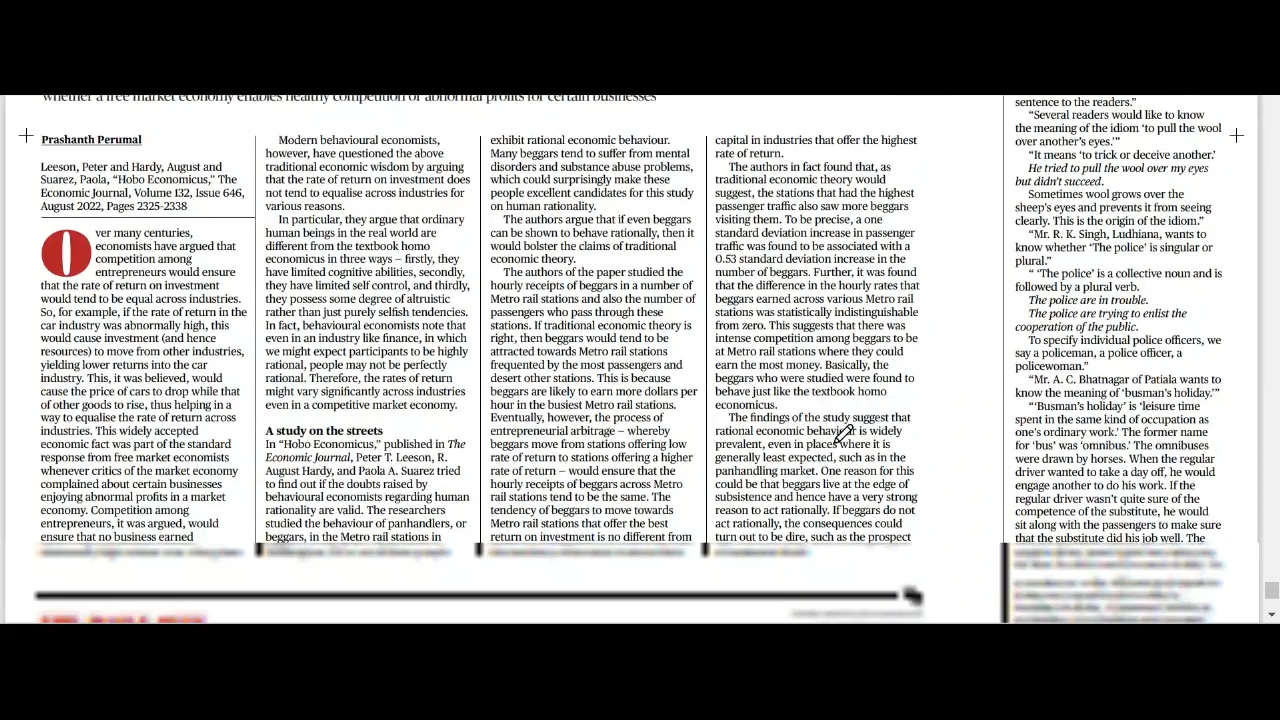 whether a free market economy enables healthy competition or abnormal profits for certain businesses
Prashanth Perumal
Leeson, Peter and Hardy, August and
Suarez, Paola, “Hobo Economicus,” The
Economic Journal, Volume 132, Issue 646,
August 2022, Pages 2325-2338
Over many centuries,
economists have argued that
competition among
entrepreneurs would ensure
that the rate of return on investment
would tend to be equal across industries.
So, for example, if the rate of return in the
car industry was abnormally high, this
would cause investment (and hence
resources) to move from other industries,
yielding lower returns into the car
industry. This, it was believed, would
cause the price of cars to drop while that
of other goods to rise, thus helping in a
way to equalise the rate of return across
industries. This widely accepted
economic fact was part of the standard
response from free market economists
whenever critics of the market economy
complained about certain businesses
enjoying abnormal profits in a market
economy. Competition among
entrepreneurs, it was argued, would
ensure that no business earned
Modern behavioural economists,
however, have questioned the above
traditional economic wisdom by arguing
that the rate of return on investment does
not tend to equalise across industries for
various reasons.
In particular, they argue that ordinary
human beings in the real world are
different from the textbook homo
economicus in three ways – firstly, they
have limited cognitive abilities, secondly,
they have limited self control, and thirdly,
they possess some degree of altruistic
rather than just purely selfish tendencies.
In fact, behavioural economists note that
even in an industry like finance, in which
we might expect participants to be highly
rational, people may not be perfectly
rational. Therefore, the rates of return
might vary significantly across industries
even in a competitive market economy.
A study on the streets
In “Hobo Economicus,” published in The
Economic Journal, Peter T. Leeson, R.
August Hardy, and Paola A. Suarez tried
to find out if the doubts raised by
behavioural economists regarding human
rationality are valid. The researchers
studied the behaviour of panhandlers, or
beggars, in the Metro rail stations in
exhibit rational economic behaviour.
Many beggars tend to suffer from mental
disorders and substance abuse problems,
which could surprisingly make these
people excellent candidates for this study
on human rationality.
The authors argue that if even beggars
can be shown to behave rationally, then it
would bolster the claims of traditional
economic theory.
The authors of the paper studied the
hourly receipts of beggars in a number of
Metro rail stations and also the number of
passengers who pass through these
stations. If traditional economic theory is
right, then beggars would tend to be
attracted towards Metro rail stations
frequented by the most passengers and
desert other stations. This is because
beggars are likely to earn more dollars per
hour in the busiest Metro rail stations.
Eventually, however, the process of
entrepreneurial arbitrage – whereby
beggars move from stations offering low
rate of return to stations offering a higher
rate of return – would ensure that the
hourly receipts of beggars across Metro
rail stations tend to be the same. The
tendency of beggars to move towards
Metro rail stations that offer the best
return on investment is no different from
capital in industries that offer the highest
rate of return.
The authors in fact found that, as
traditional economic theory would
suggest, the stations that had the highest
passenger traffic also saw more beggars
visiting them. To be precise, a one
standard deviation increase in passenger
traffic was found to be associated with a
0.53 standard deviation increase in the
number of beggars. Further, it was found
that the difference in the hourly rates that
beggars earned across various Metro rail
stations was statistically indistinguishable
from zero. This suggests that there was
intense competition among beggars to be
at Metro rail stations where they could
earn the most money. Basically, the
beggars who were studied were found to
behave just like the textbook homo
economicus.
The findings of the study suggest that
rational economic behaviour is widely
prevalent, even in places where it is
generally least expected, such as in the
panhandling market. One reason for this
could be that beggars live at the edge of
subsistence and hence have a very strong
reason to act rationally. If beggars do not
act rationally, the consequences could
turn out to be dire, such as the prospect
sentence to the readers.”
“Several readers would like to know
the meaning of the idiom ‘to pull the wool
over another’s eyes.’”
“It means ‘to trick or deceive another.’
He tried to pull the wool over my eyes
but didn’t succeed.
Sometimes wool grows over the
sheep’s eyes and prevents it from seeing
clearly. This is the origin of the idiom.”
“Mr. R. K. Singh, Ludhiana, wants to
know whether ‘The police’ is singular or
plural.”
“ ‘The police’ is a collective noun and is
followed by a plural verb.
The police are in trouble.
The police are trying to enlist the
cooperation of the public.
To specify individual police officers, we
say a policeman, a police officer, a
policewoman.”
“Mr. A. C. Bhatnagar of Patiala wants to
know the meaning of ‘busman’s holiday.’”
“‘Busman’s holiday’ is ‘leisure time
spent in the same kind of occupation as
one’s ordinary work.’ The former name
for ‘bus’ was ‘omnibus.’ The omnibuses
were drawn by horses. When the regular
driver wanted to take a day off, he would
engage another to do his work. If the
regular driver wasn’t quite sure of the
competence of the substitute, he would
sit along with the passengers to make sure
that the substitute did his job well. The